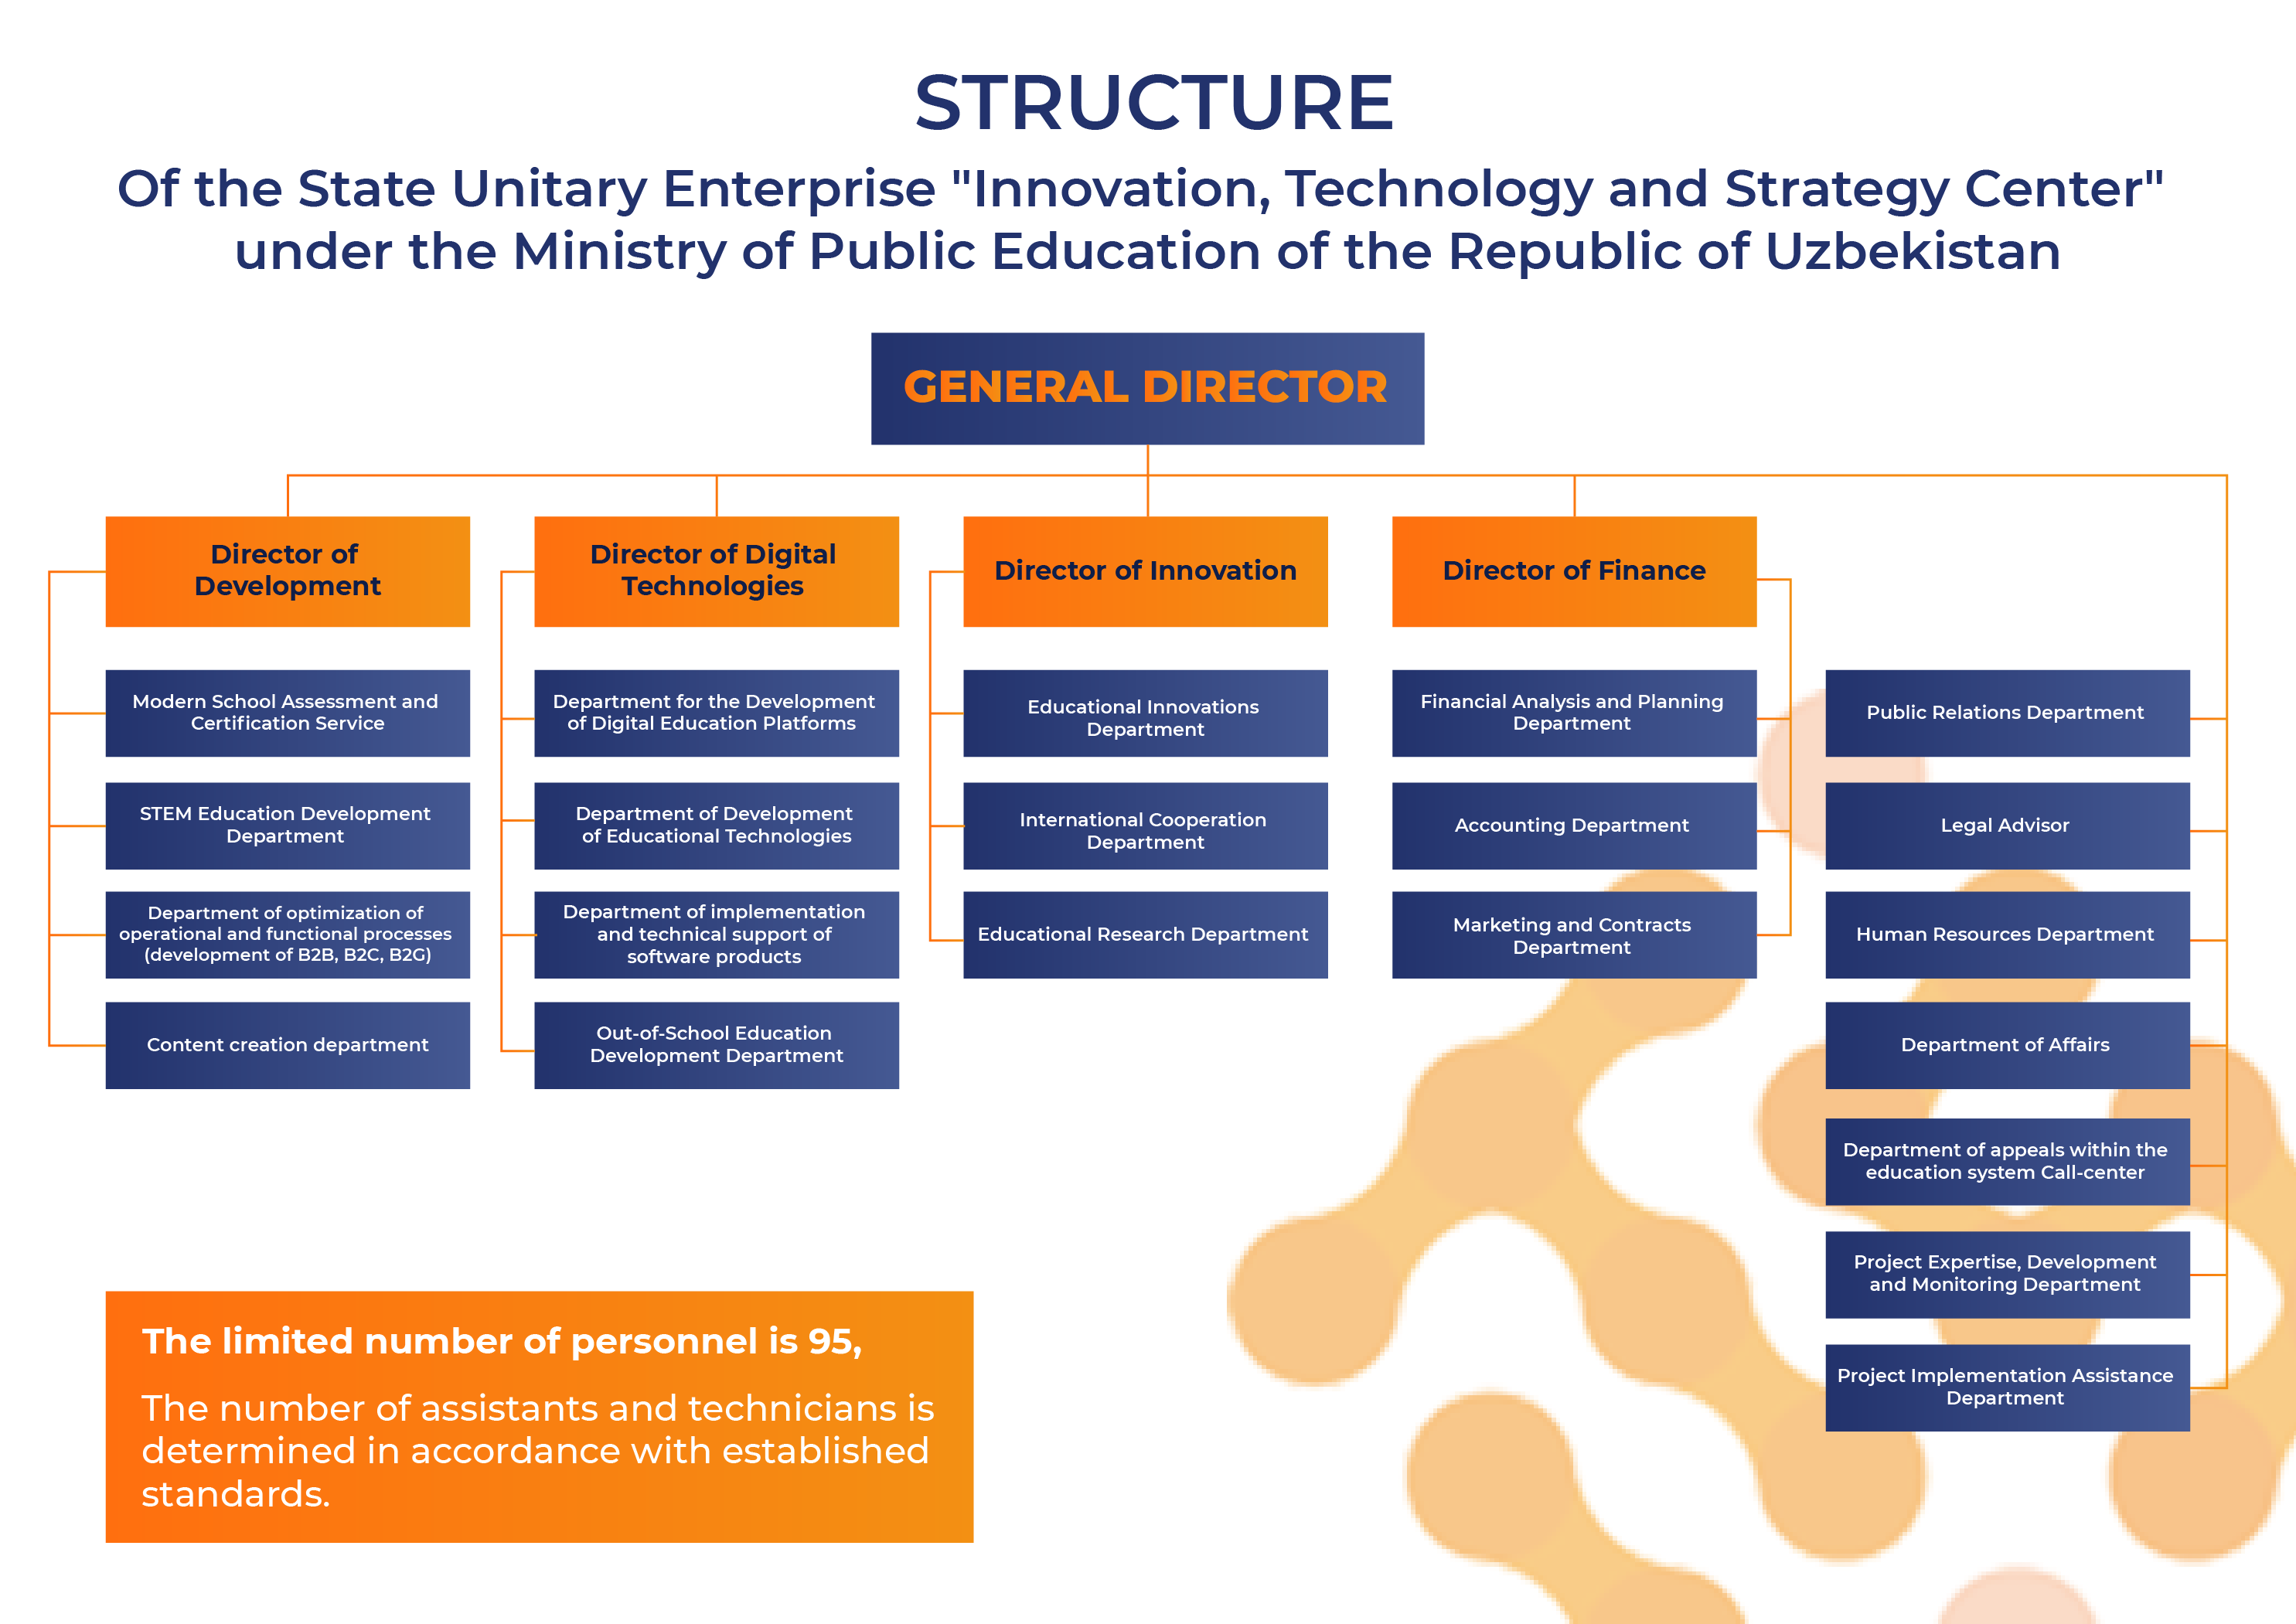 STRUCTURE
Of the State Unitary Enterprise "Innovation, Technology and Strategy Center"
under the Ministry of Public Education of the Republic of Uzbekistan
GENERAL DIRECTOR
Director of
Development
Modern School Assessment and
Certification Service
STEM Education Development
Department
Department of optimization of
operational and functional processes
(development of B2B, B2C, B2G)
Content creation department
Director of Digital
Technologies
Department for the Development
of Digital Education Platforms
Department of Development
of Educational Technologies
Department of implementation
and technical support of
software products
Out-of-School Education
Development Department
Director of Innovation
Educational Innovations
Department
International Cooperation
Department
Educational Research Department
Director of Finance
Financial Analysis and Planning
Department
Accounting Department
Marketing and Contracts
Department
Public Relations Department
Legal Advisor
Human Resources Department
Department of Affairs
Department of appeals within the
education system Call-center
Project Expertise, Development
and Monitoring Department
Project Implementation Assistance
Department
The limited number of personnel is 95,
The number of assistants and technicians is
determined in accordance with established
standards.